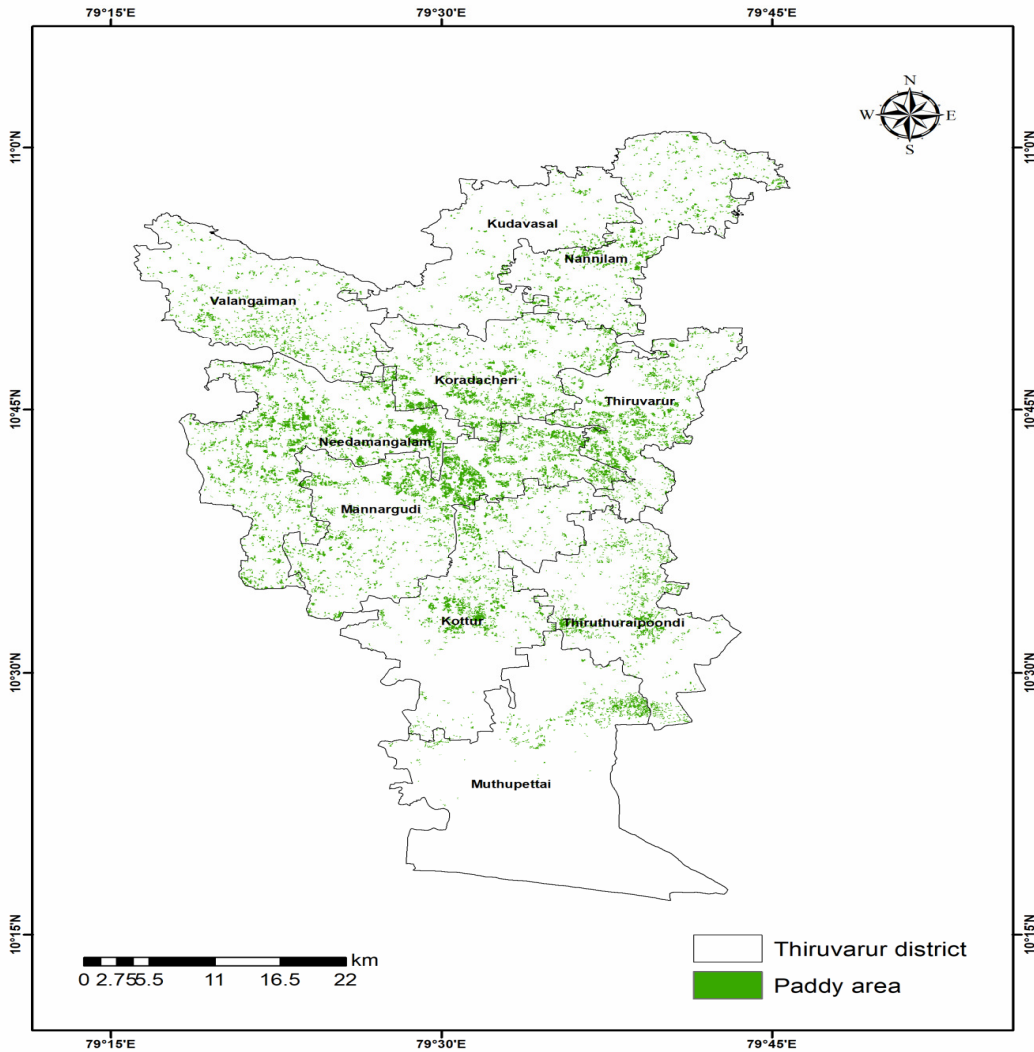 79°15'E 79°30'E 79°45'E
N
W E
S
11°0'N 11°0'N
Kudavasal
Nannilam
Valangaiman
Koradacheri
Thiruvarur
10°45'N 10°45'N
Needamangalam
Mannargudi
Kottur
Thiruthuraipoondi
10°30'N 10°30'N
Muthupettai
10°15'N 10°15'N
Thiruvarur district
km
0 2.755.5 11 16.5 22
Paddy area
79°15'E 79°30'E 79°45'E